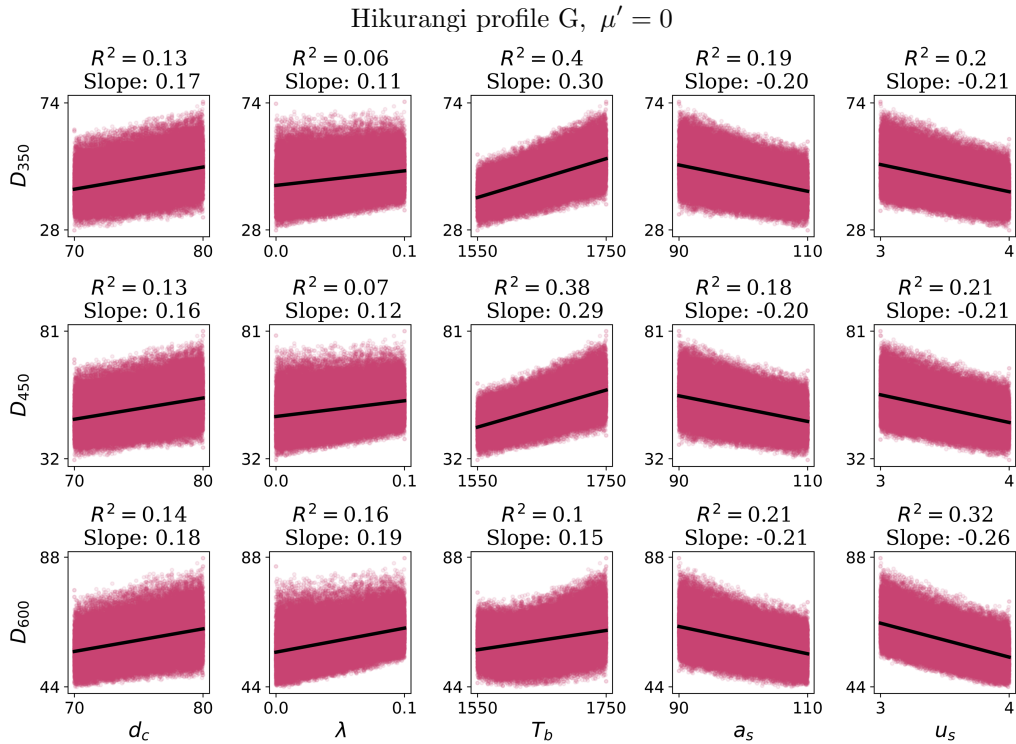 Hikurangi profile G, μ′ = 0
R² = 0.13 R² = 0.06 R² = 0.4 R² = 0.19 R² = 0.2
Slope: 0.17 Slope: 0.11 Slope: 0.30 Slope: -0.20 Slope: -0.21
74 74 74 74 74
D₃₅₀
28 28 28 28 28
70 80 0.0 0.1 1550 1750 90 110 3 4
R² = 0.13 R² = 0.07 R² = 0.38 R² = 0.18 R² = 0.21
Slope: 0.16 Slope: 0.12 Slope: 0.29 Slope: -0.20 Slope: -0.21
81 81 81 81 81
D₄₅₀
32 32 32 32 32
70 80 0.0 0.1 1550 1750 90 110 3 4
R² = 0.14 R² = 0.16 R² = 0.1 R² = 0.21 R² = 0.32
Slope: 0.18 Slope: 0.19 Slope: 0.15 Slope: -0.21 Slope: -0.26
88 88 88 88 88
D₆₀₀
44 44 44 44 44
70 80 0.0 0.1 1550 1750 90 110 3 4
d_c λ T_b a_s u_s